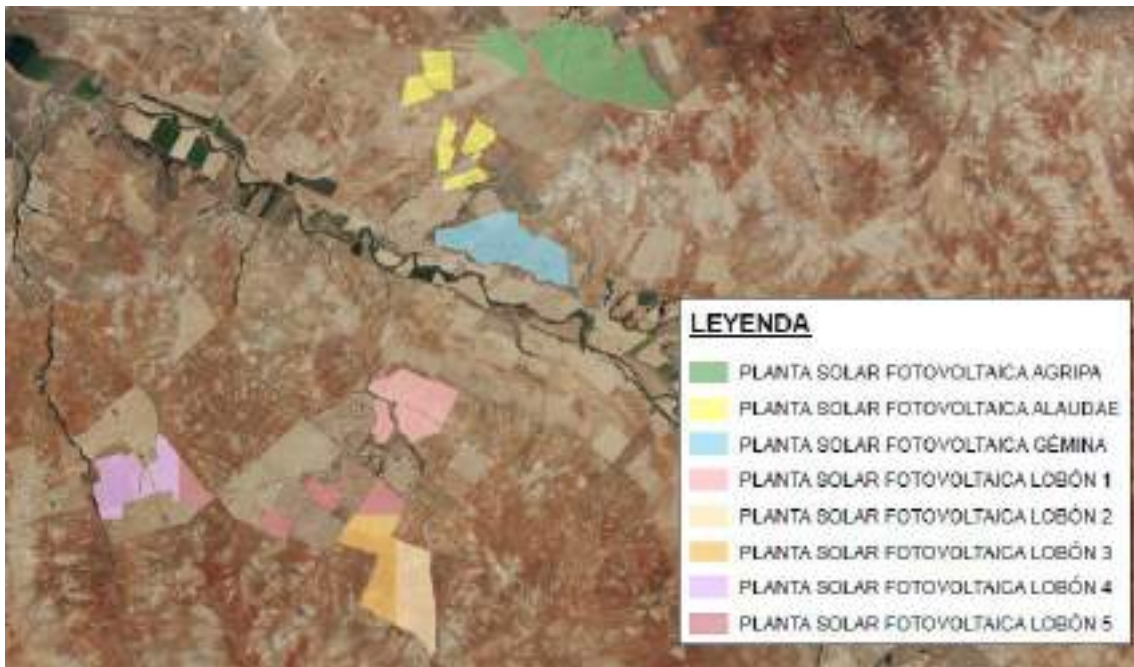 LEYENDA
PLANTA SOLAR FOTOVOLTAICA AGRIPA
PLANTA SOLAR FOTOVOLTAICA ALAUDAE
PLANTA SOLAR FOTOVOLTAICA GÉMINA
PLANTA SOLAR FOTOVOLTAICA LOBÓN 1
PLANTA SOLAR FOTOVOLTAICA LOBÓN 2
PLANTA SOLAR FOTOVOLTAICA LOBÓN 3
PLANTA SOLAR FOTOVOLTAICA LOBÓN 4
PLANTA SOLAR FOTOVOLTAICA LOBÓN 5